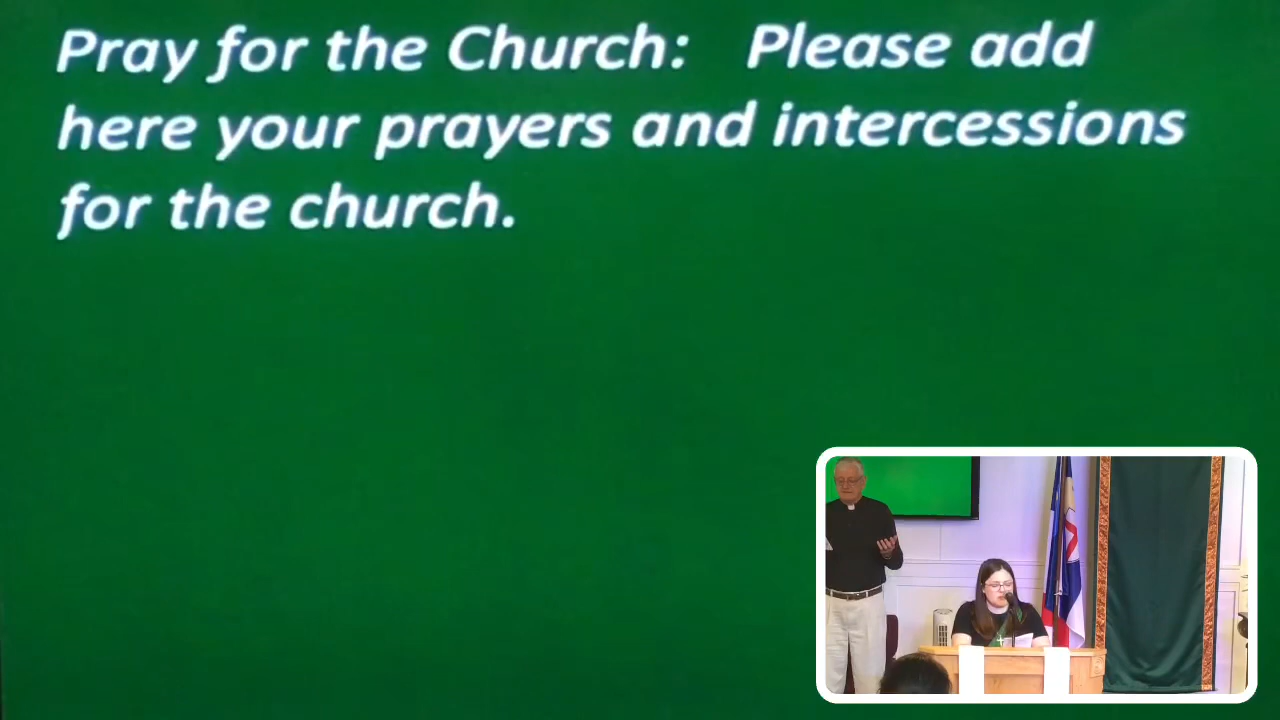 Pray for the Church: Please add
here your prayers and intercessions
for the church.